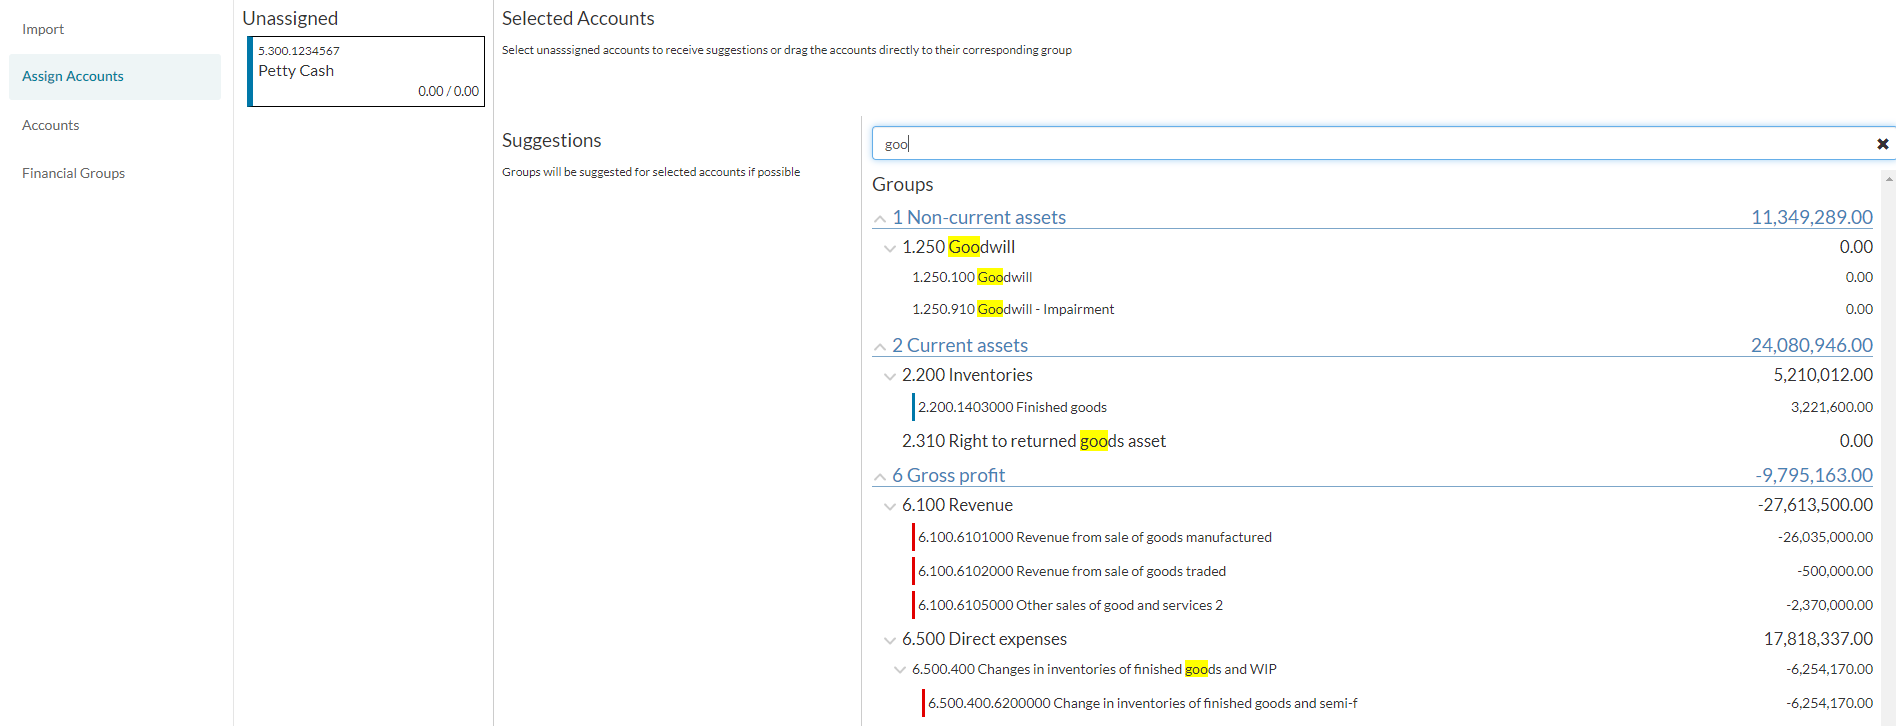 Import
Assign Accounts
Accounts
Financial Groups
Unassigned
5.300.1234567
Petty Cash
0.00 / 0.00
Selected Accounts
Select unasssigned accounts to receive suggestions or drag the accounts directly to their corresponding group
Suggestions
Groups will be suggested for selected accounts if possible
goo
Groups
1 Non-current assets 11,349,289.00
1.250 Goodwill 0.00
1.250.100 Goodwill 0.00
1.250.910 Goodwill - Impairment 0.00
2 Current assets 24,080,946.00
2.200 Inventories 5,210,012.00
2.200.1403000 Finished goods 3,221,600.00
2.310 Right to returned goods asset 0.00
6 Gross profit -9,795,163.00
6.100 Revenue -27,613,500.00
6.100.6101000 Revenue from sale of goods manufactured -26,035,000.00
6.100.6102000 Revenue from sale of goods traded -500,000.00
6.100.6105000 Other sales of good and services 2 -2,370,000.00
6.500 Direct expenses 17,818,337.00
6.500.400 Changes in inventories of finished goods and WIP -6,254,170.00
6.500.400.6200000 Change in inventories of finished goods and semi-f -6,254,170.00